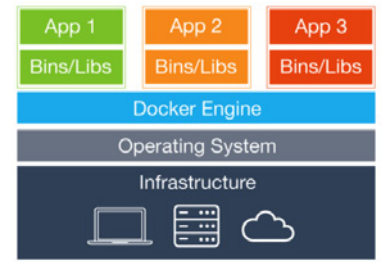 App 1
App 2
App 3
Bins/Libs
Bins/Libs
Bins/Libs
Docker Engine
Operating System
Infrastructure